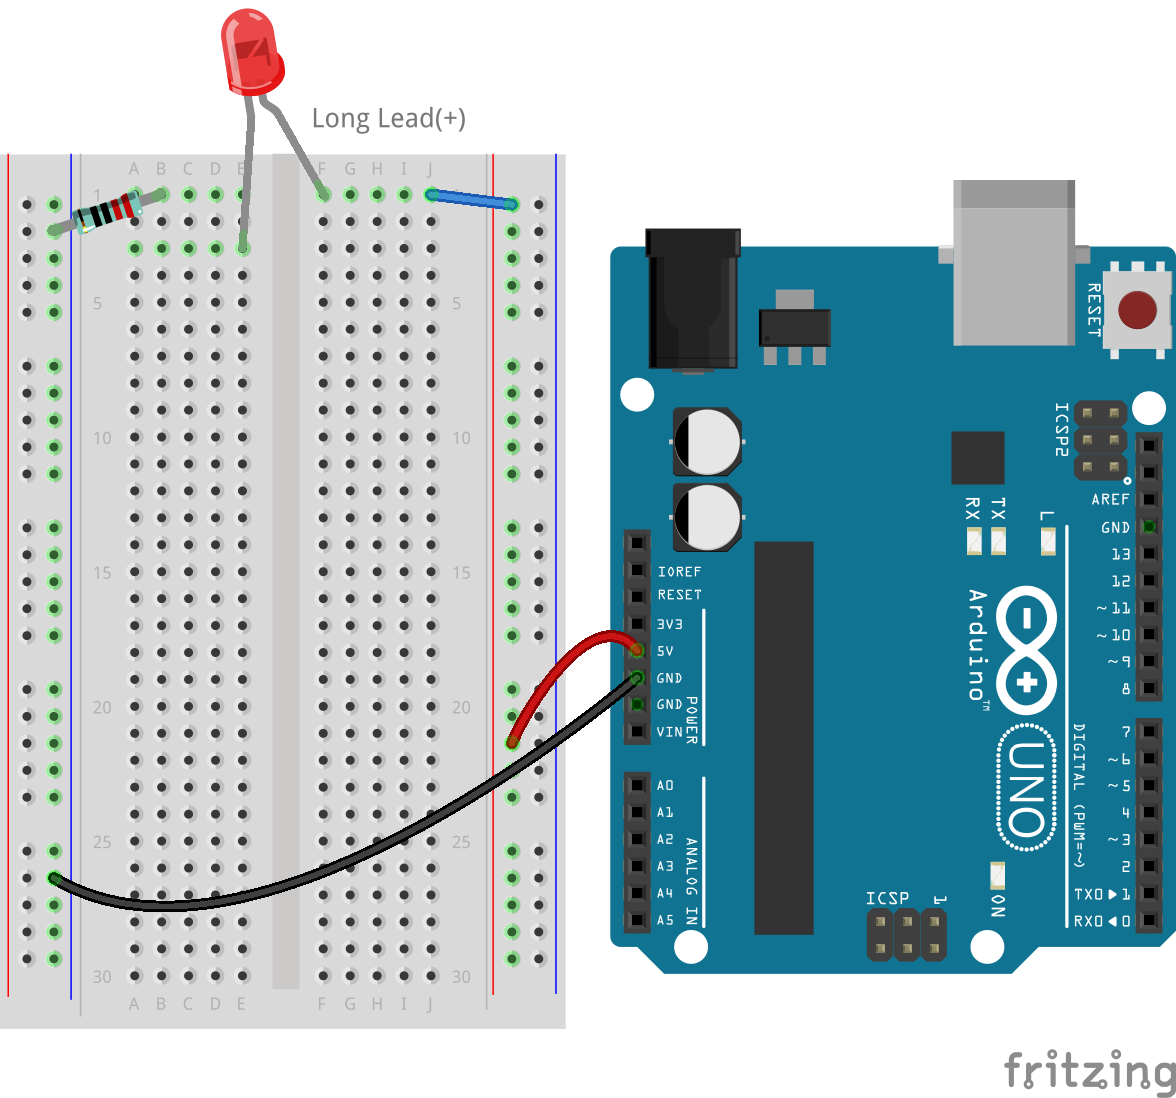 Long Lead(+)
A B C D E F G H I J
1
5 5
10 10
15 15
20 20
25 25
30 30
A B C D E F G H I J
RESET
ICSP2
AREF
GND
13
12
~11
~10
~9
8
RX
TX
L
IOREF
RESET
3V3
5V
GND
GND
VIN
POWER
Arduino™
UNO
7
~6
~5
4
~3
2
TX0▶1
RX0◀0
DIGITAL (PWM=~)
A0
A1
A2
A3
A4
A5
ANALOG IN
ICSP
1
ON
fritzing